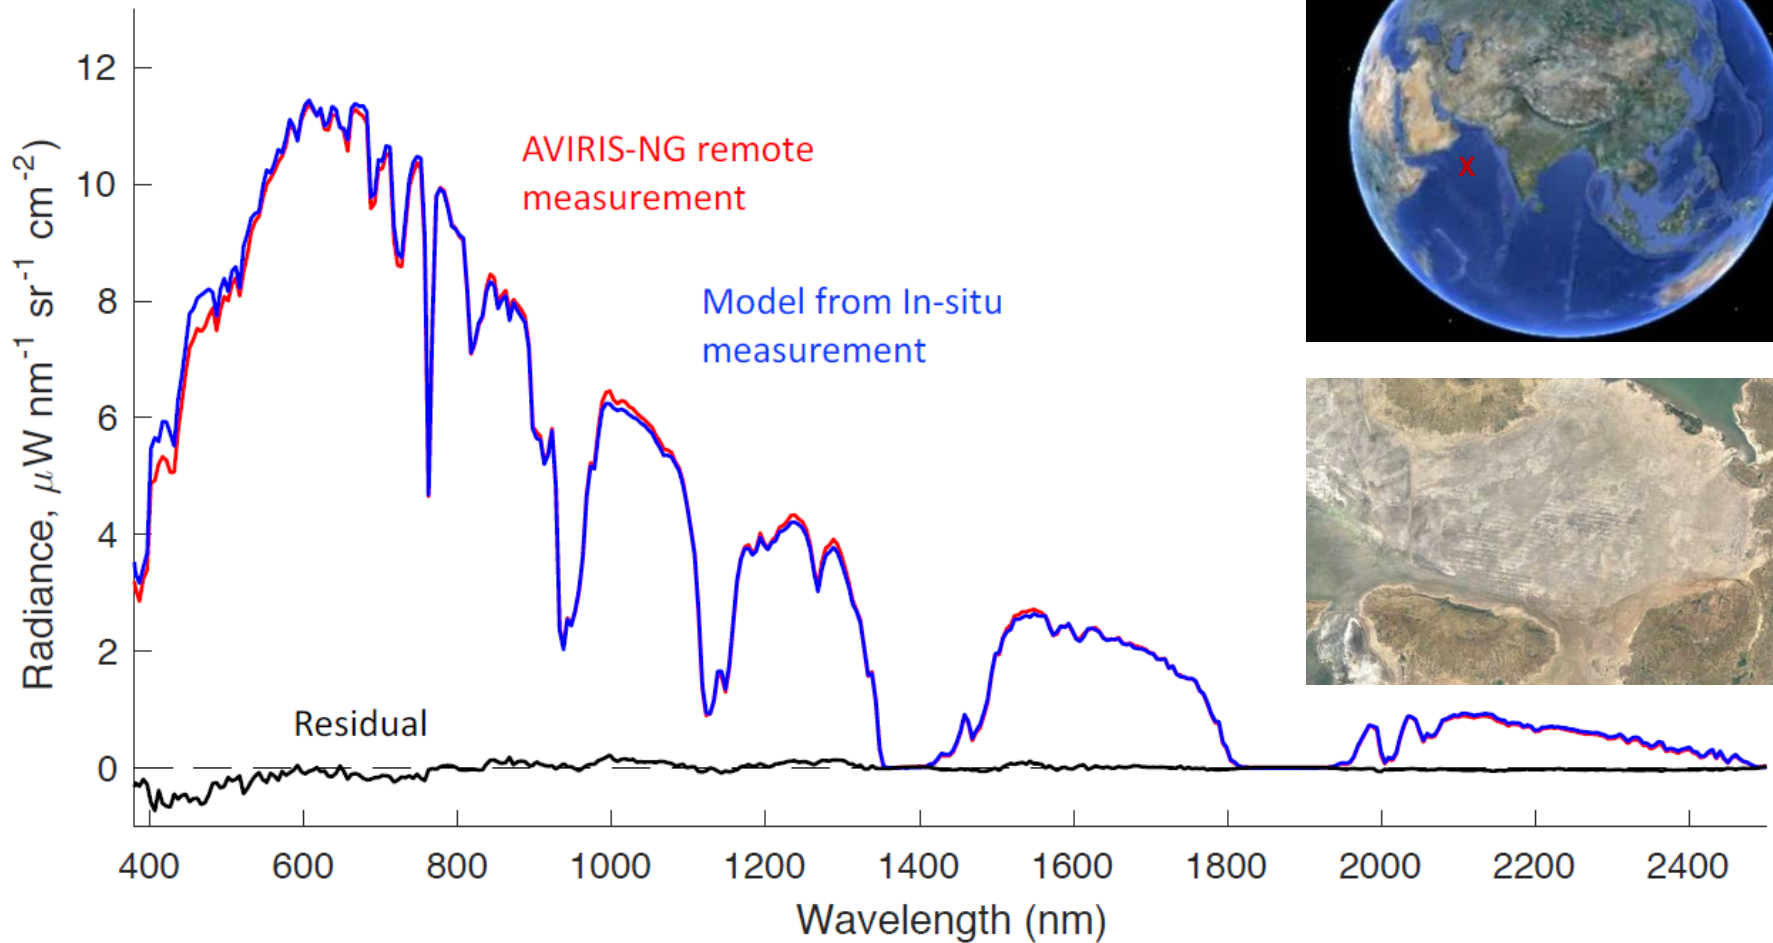 12
10
8
6
4
2
0
Radiance, μW nm⁻¹ sr⁻¹ cm⁻²)
AVIRIS-NG remote
measurement
Model from In-situ
measurement
Residual
X
400 600 800 1000 1200 1400 1600 1800 2000 2200 2400
Wavelength (nm)